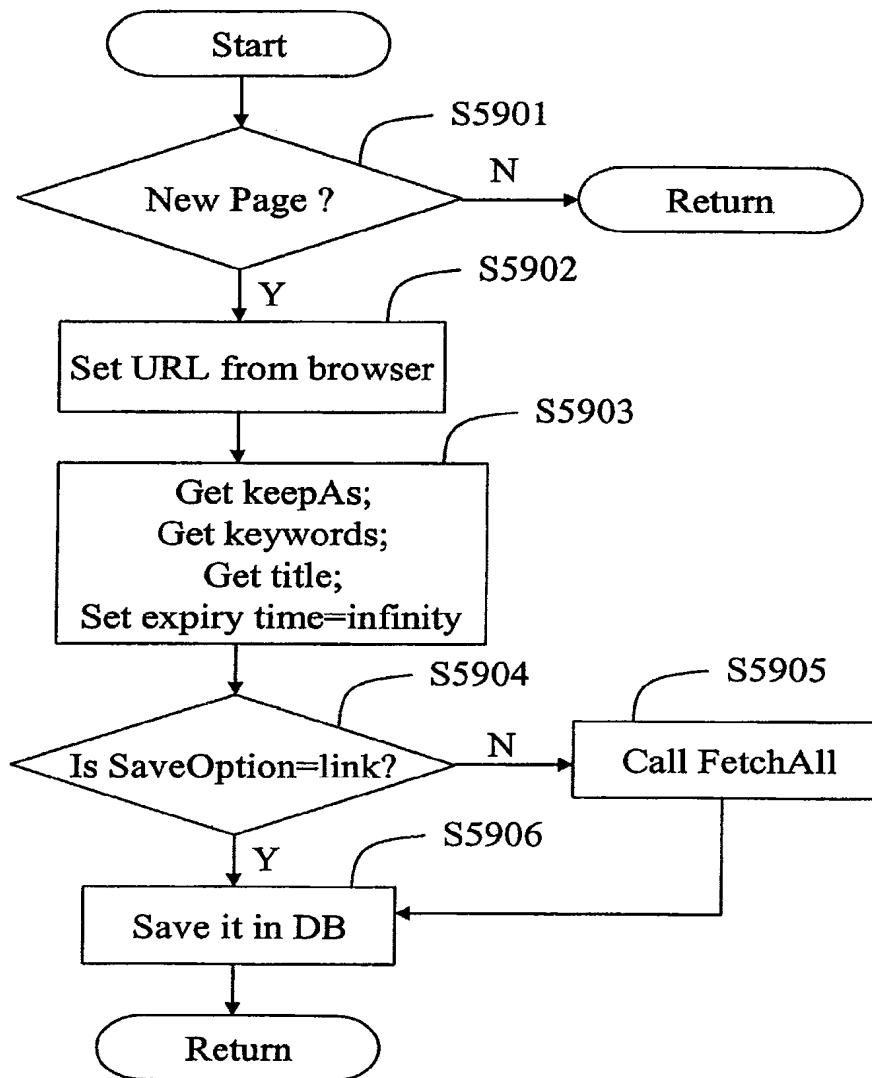 Start
S5901
New Page ?
N
Return
Y
S5902
Set URL from browser
S5903
Get keepAs;
Get keywords;
Get title;
Set expiry time=infinity
S5904
S5905
Is SaveOption=link?
N
Call FetchAll
Y
S5906
Save it in DB
Return